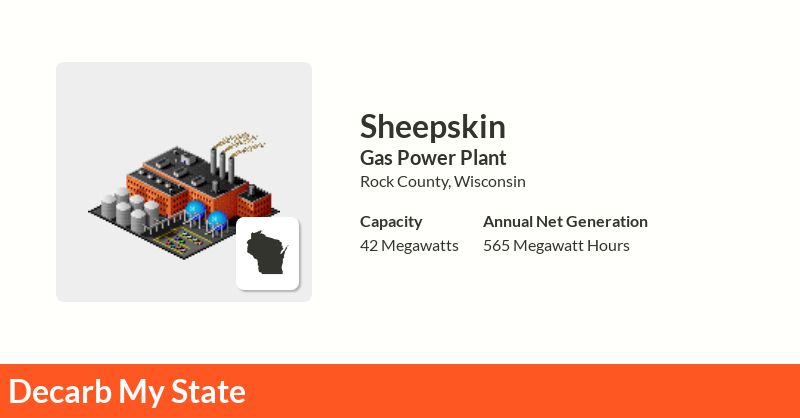 Sheepskin
Gas Power Plant
Rock County, Wisconsin
Capacity
42 Megawatts
Annual Net Generation
565 Megawatt Hours
Decarb My State